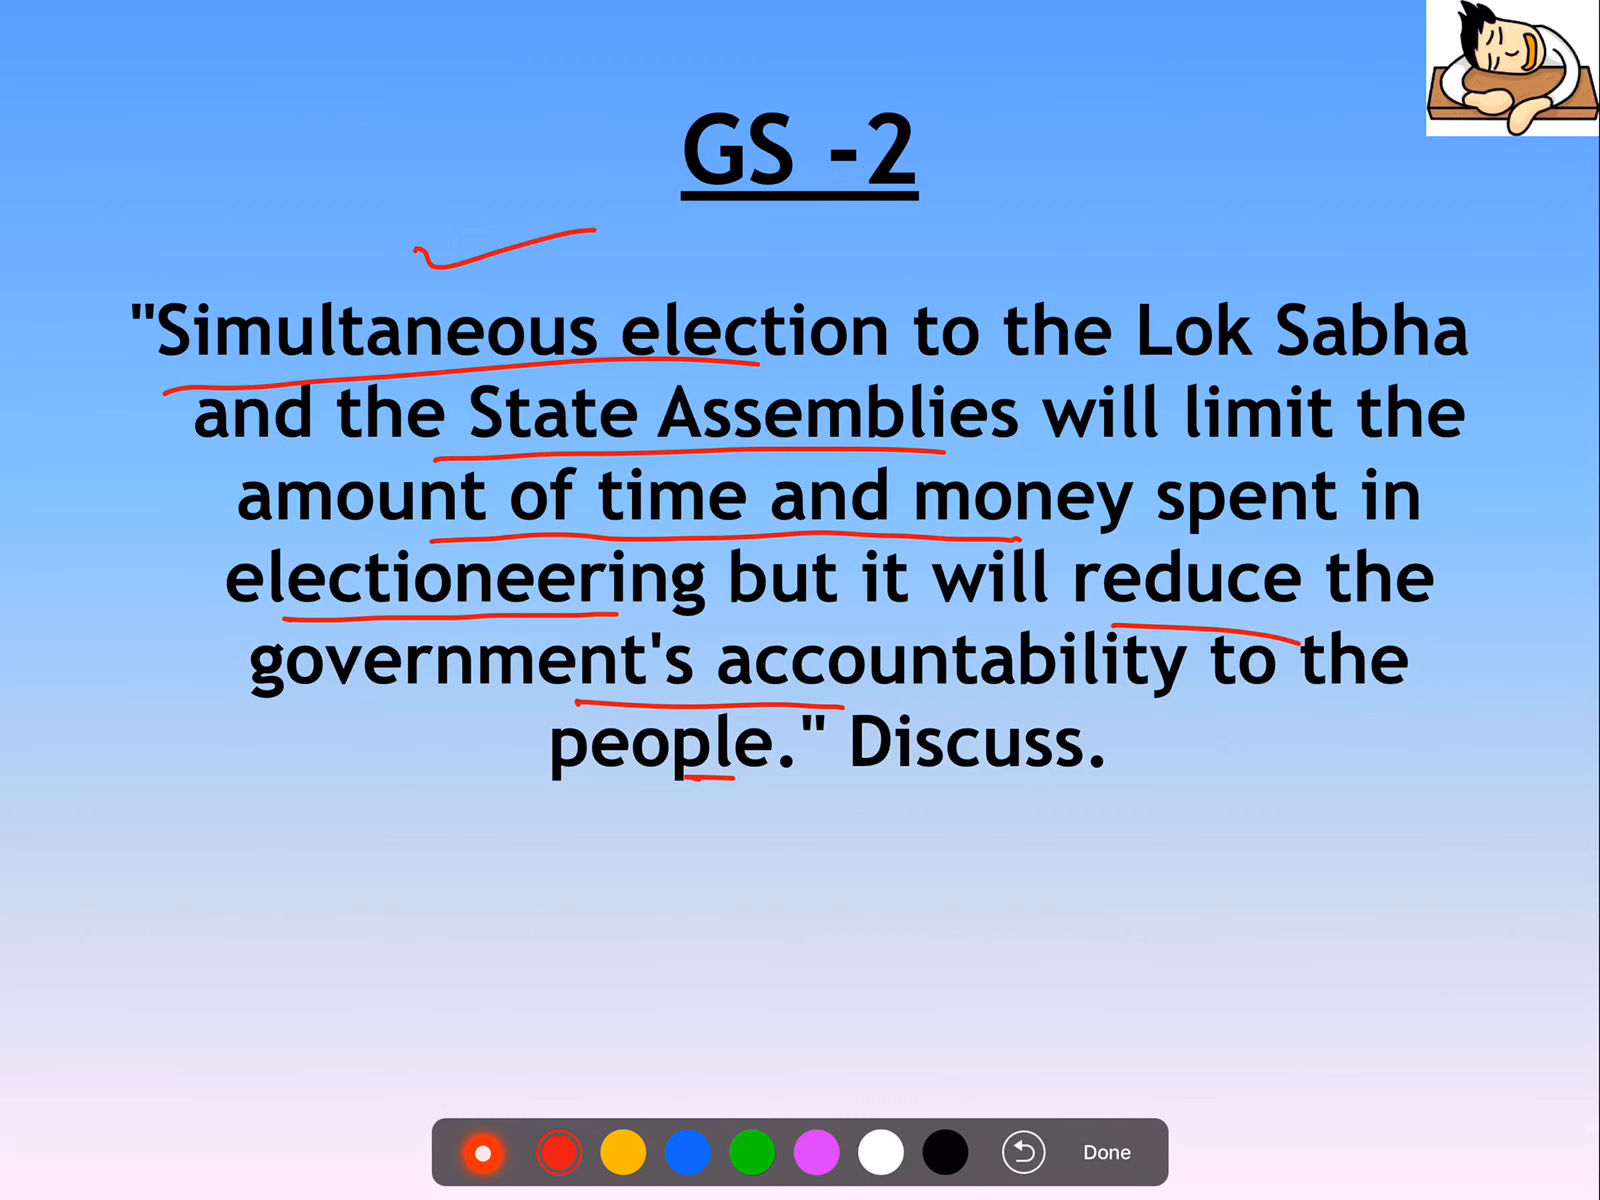 GS -2
"Simultaneous election to the Lok Sabha
and the State Assemblies will limit the
amount of time and money spent in
electioneering but it will reduce the
government's accountability to the
people." Discuss.
Done